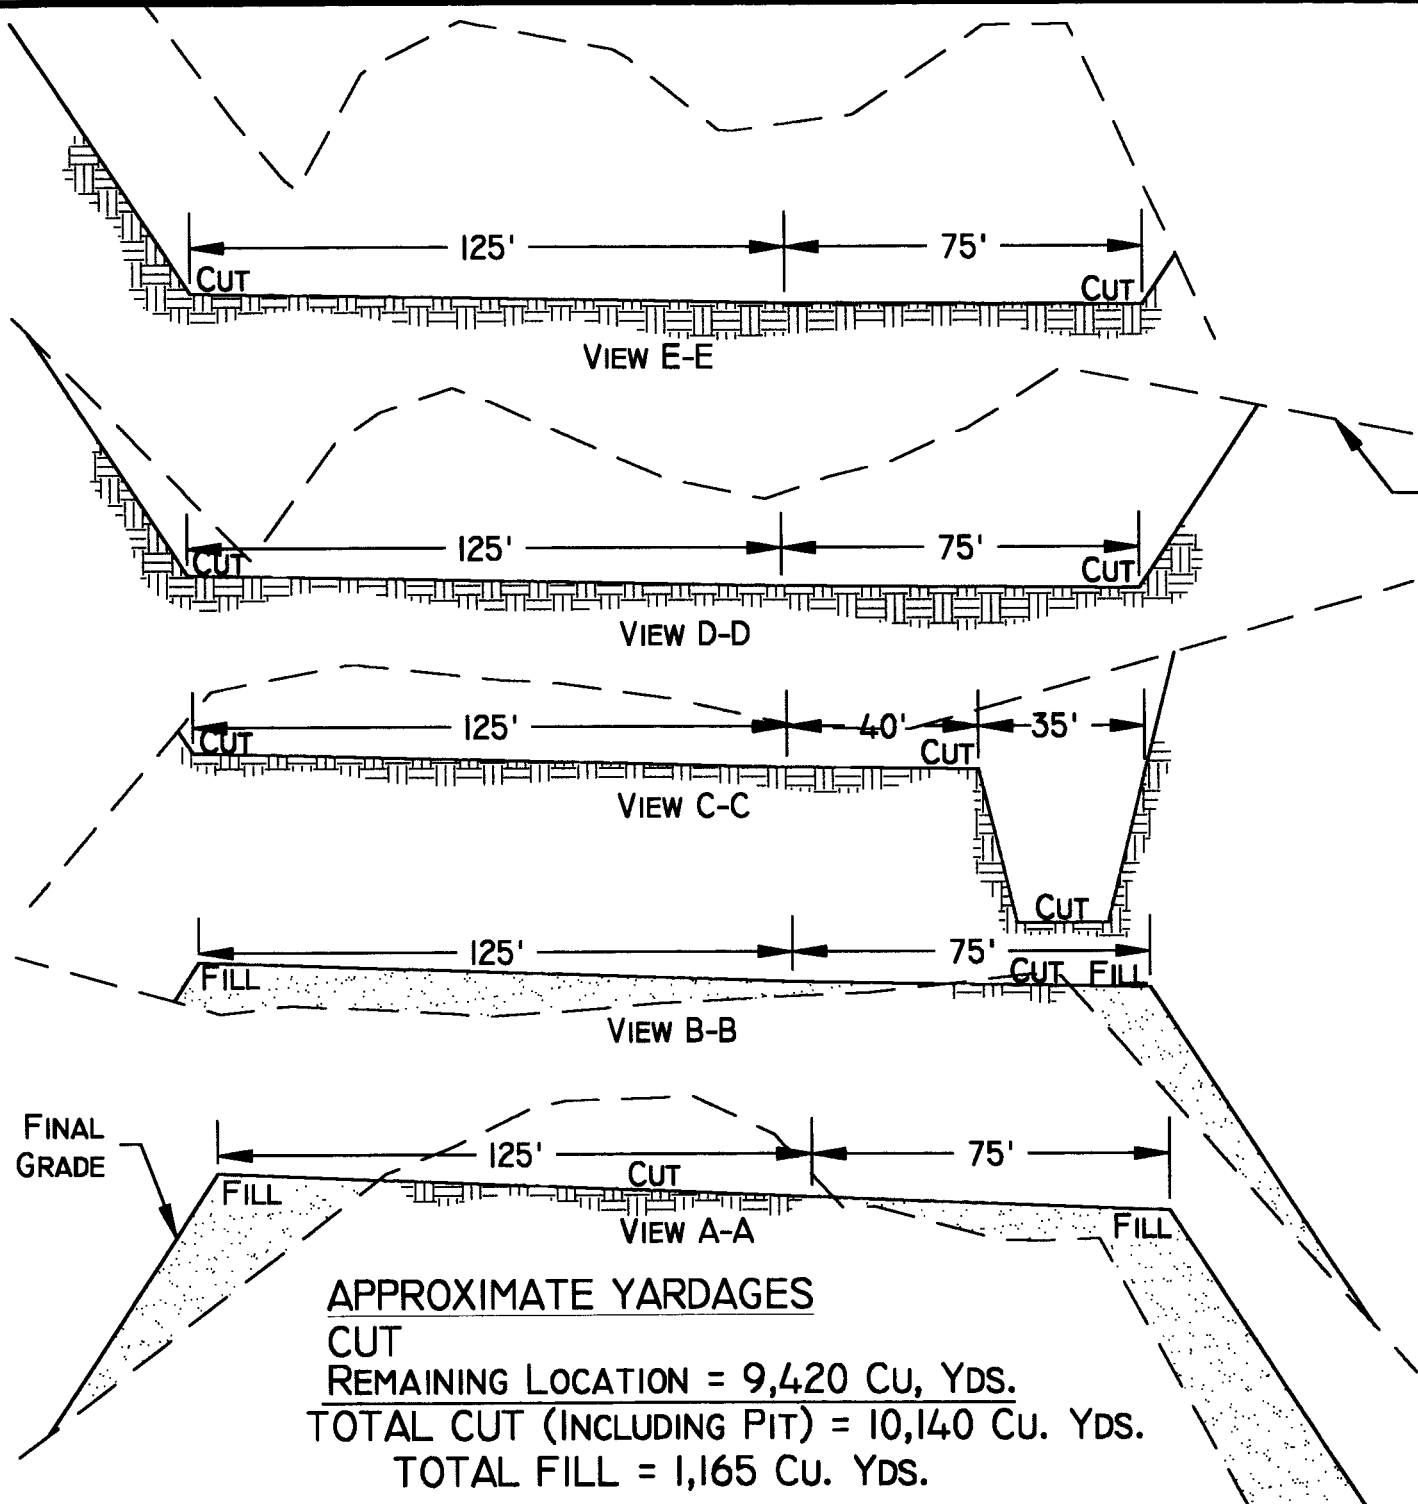 125' 75'
CUT CUT
VIEW E-E
125' 75'
CUT CUT
VIEW D-D
125' 40' 35'
CUT CUT
VIEW C-C
CUT
125' 75'
FILL CUT FILL
VIEW B-B
FINAL
GRADE
125' 75'
CUT
FILL FILL
VIEW A-A
APPROXIMATE YARDAGES
CUT
REMAINING LOCATION = 9,420 CU, YDS.
TOTAL CUT (INCLUDING PIT) = 10,140 CU. YDS.
TOTAL FILL = 1,165 CU. YDS.